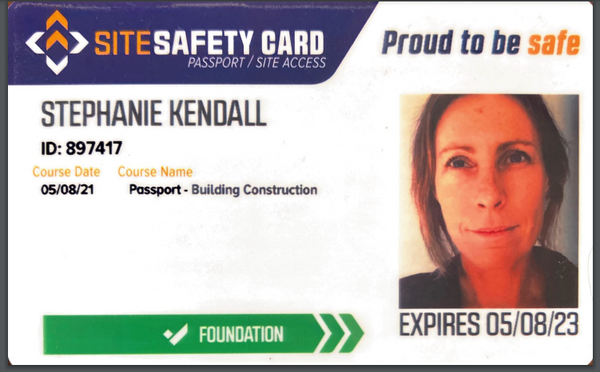 SITESAFETY CARD
PASSPORT / SITE ACCESS
Proud to be safe
STEPHANIE KENDALL
ID: 897417
Course Date Course Name
05/08/21 Passport - Building Construction
FOUNDATION
EXPIRES 05/08/23